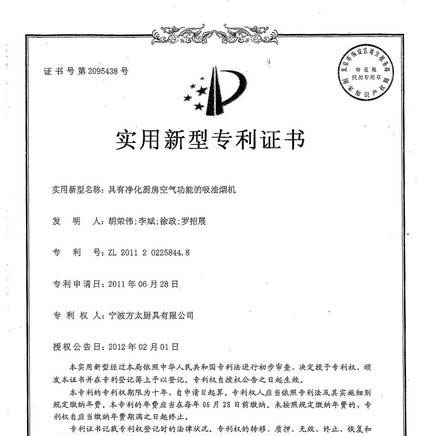 证书号第2095438号
实用新型专利证书
实用新型名称：具有净化厨房空气功能的吸油烟机
发明人：胡荣伟;李斌;徐政;罗招展
专利号：ZL 2011 2 0225844.8
专利申请日：2011年06月28日
专利权人：宁波方太厨具有限公司
授权公告日：2012年02月01日
本实用新型经过本局依照中华人民共和国专利法进行初步审查，决定授予专利权，颁
发本证书并在专利登记簿上予以登记。专利权自授权公告之日起生效。
本专利的专利权期限为十年，自申请日起算。专利权人应当依照专利法及其实施细则
规定缴纳年费。本专利的年费应当在每年06月28日前缴纳。未按照规定缴纳年费的，专
利权自应当缴纳年费期满之日起终止。
专利证书记载专利权登记时的法律状况。专利权的转移、质押、无效、终止、恢复和